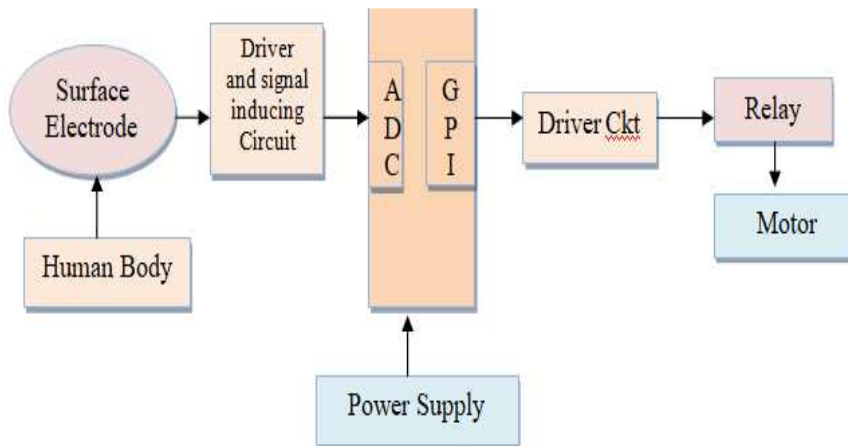 Surface
Electrode
Human Body
Driver
and signal
inducing
Circuit
A
D
C
G
P
I
Power Supply
Driver Ckt
Relay
Motor